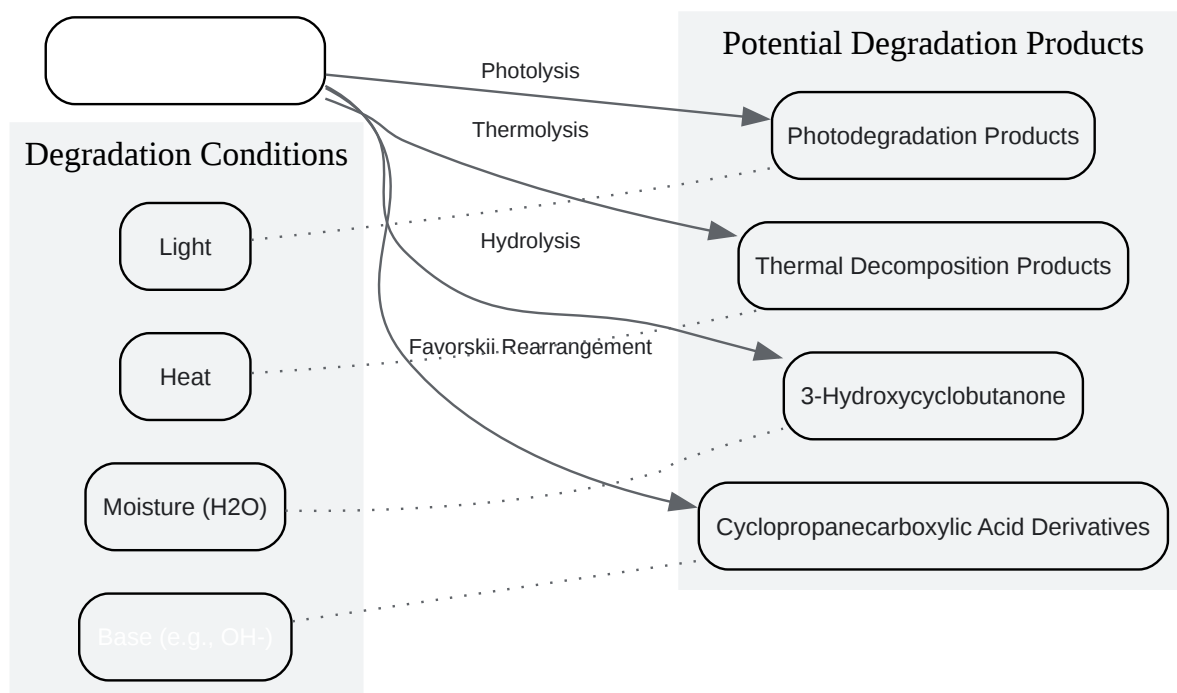 Potential Degradation Products
Photolysis
Photodegradation Products
Thermolysis
Degradation Conditions
Light
Hydrolysis
Thermal Decomposition Products
Favorskii Rearrangement
Heat
3-Hydroxycyclobutanone
Moisture (H2O)
Cyclopropanecarboxylic Acid Derivatives
Base (e.g., OH-)